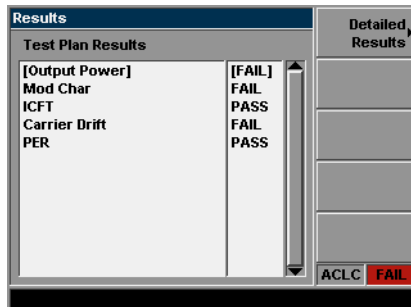 Results
Test Plan Results
[Output Power] [FAIL]
Mod Char FAIL
ICFT PASS
Carrier Drift FAIL
PER PASS
Detailed
Results
ACLC FAIL